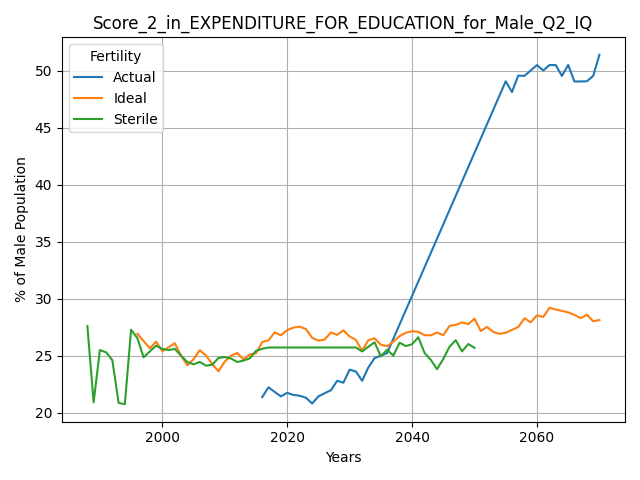 Score_2_in_EXPENDITURE_FOR_EDUCATION_for_Male_Q2_IQ
Fertility
Actual
Ideal
Sterile
% of Male Population
50
45
40
35
30
25
20
2000
2020
2040
2060
Years